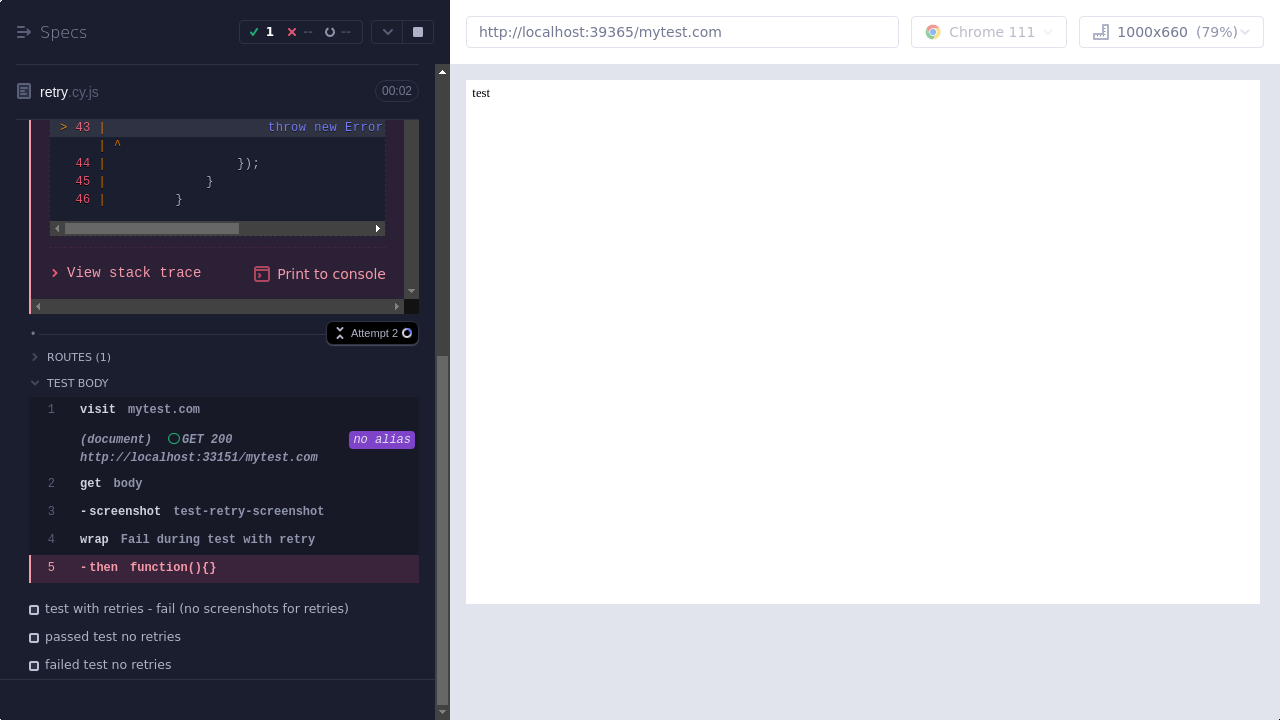 Specs
1
--
--
http://localhost:39365/mytest.com
Chrome 111
1000x660 (79%)
retry.cy.js
00:02
test
> 43 | throw new Error
| ^
44 | });
45 | }
46 | }
View stack trace
Print to console
Attempt 2
ROUTES (1)
TEST BODY
1 visit mytest.com
(document) GET 200 no alias
http://localhost:33151/mytest.com
2 get body
3 -screenshot test-retry-screenshot
4 wrap Fail during test with retry
5 -then function(){}
test with retries - fail (no screenshots for retries)
passed test no retries
failed test no retries